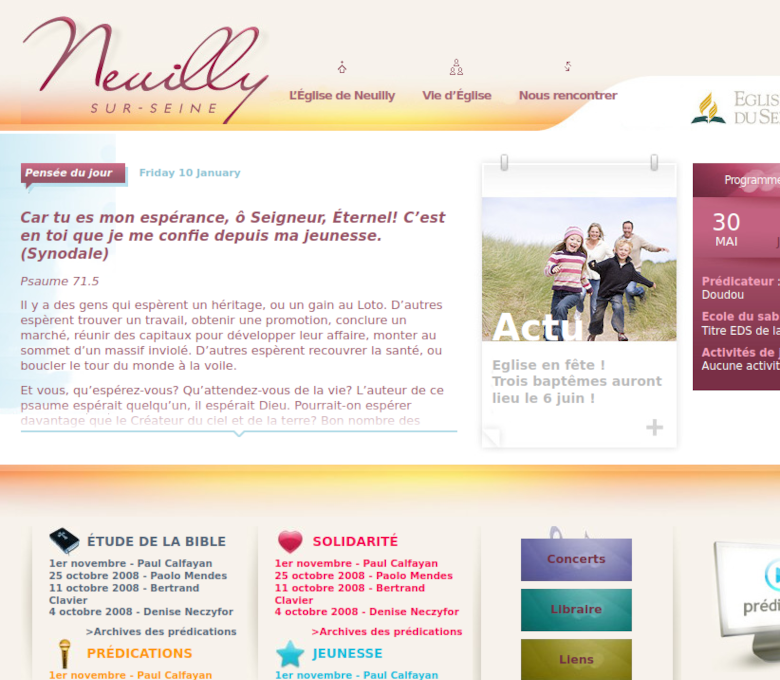 Neuilly
SUR-SEINE
L'Église de Neuilly
Vie d'Église
Nous rencontrer
EGLIS
DU SE
Pensée du jour
Friday 10 January
Car tu es mon espérance, ô Seigneur, Éternel! C'est
en toi que je me confie depuis ma jeunesse.
(Synodale)
Psaume 71.5
Il y a des gens qui espèrent un héritage, ou un gain au Loto. D'autres
espèrent trouver un travail, obtenir une promotion, conclure un
marché, réunir des capitaux pour développer leur affaire, monter au
sommet d'un massif inviolé. D'autres espèrent recouvrer la santé, ou
boucler le tour du monde à la voile.
Et vous, qu'espérez-vous? Qu'attendez-vous de la vie? L'auteur de ce
psaume espérait quelqu'un, il espérait Dieu. Pourrait-on espérer
davantage que le Créateur du ciel et de la terre? Bon nombre des
Actu
Eglise en fête !
Trois baptêmes auront
lieu le 6 juin !
+
Programme
30
MAI
Prédicateur :
Doudou
Ecole du sab
Titre EDS de la
Activités de j
Aucune activit
ÉTUDE DE LA BIBLE
1er novembre - Paul Calfayan
25 octobre 2008 - Paolo Mendes
11 octobre 2008 - Bertrand
Clavier
4 octobre 2008 - Denise Neczyfor
>Archives des prédications
PRÉDICATIONS
1er novembre - Paul Calfayan
SOLIDARITÉ
1er novembre - Paul Calfayan
25 octobre 2008 - Paolo Mendes
11 octobre 2008 - Bertrand
Clavier
4 octobre 2008 - Denise Neczyfor
>Archives des prédications
JEUNESSE
1er novembre - Paul Calfayan
Concerts
Libraire
Liens
prédi